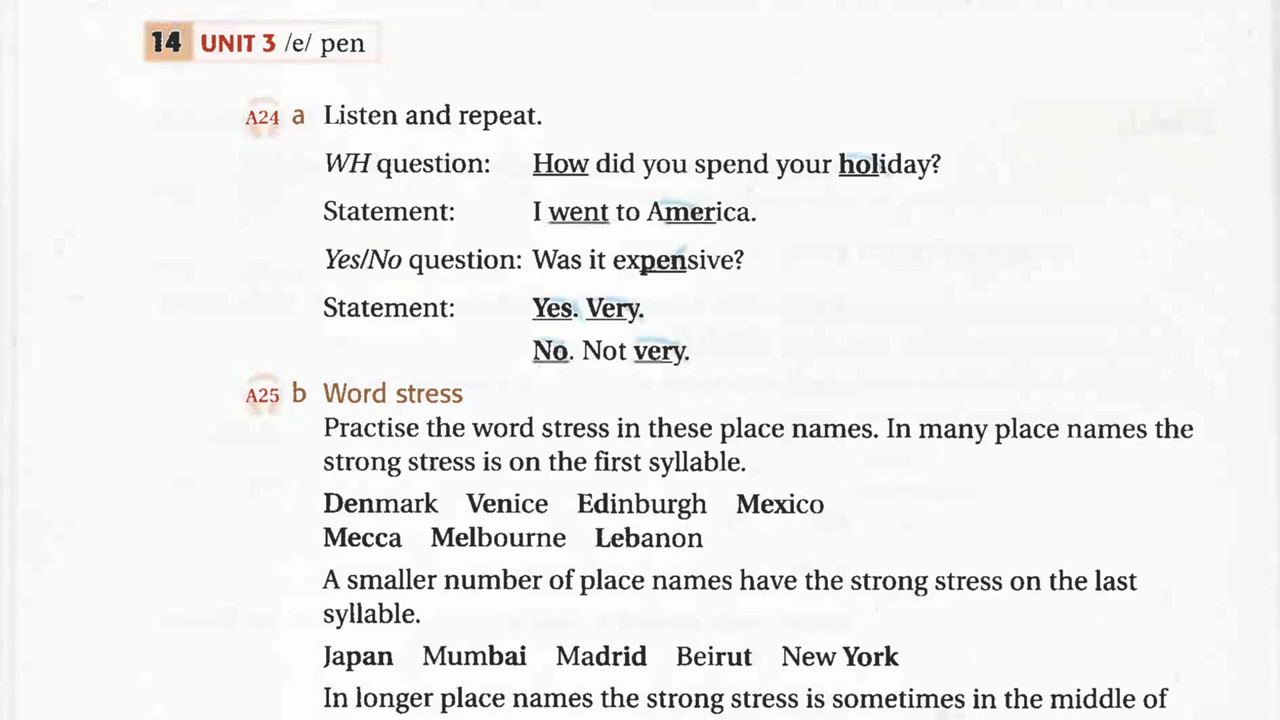 14 UNIT 3 /e/ pen
A24 a Listen and repeat.
WH question: How did you spend your holiday?
Statement: I went to America.
Yes/No question: Was it expensive?
Statement: Yes. Very.
No. Not very.
A25 b Word stress
Practise the word stress in these place names. In many place names the
strong stress is on the first syllable.
Denmark Venice Edinburgh Mexico
Mecca Melbourne Lebanon
A smaller number of place names have the strong stress on the last
syllable.
Japan Mumbai Madrid Beirut New York
In longer place names the strong stress is sometimes in the middle of